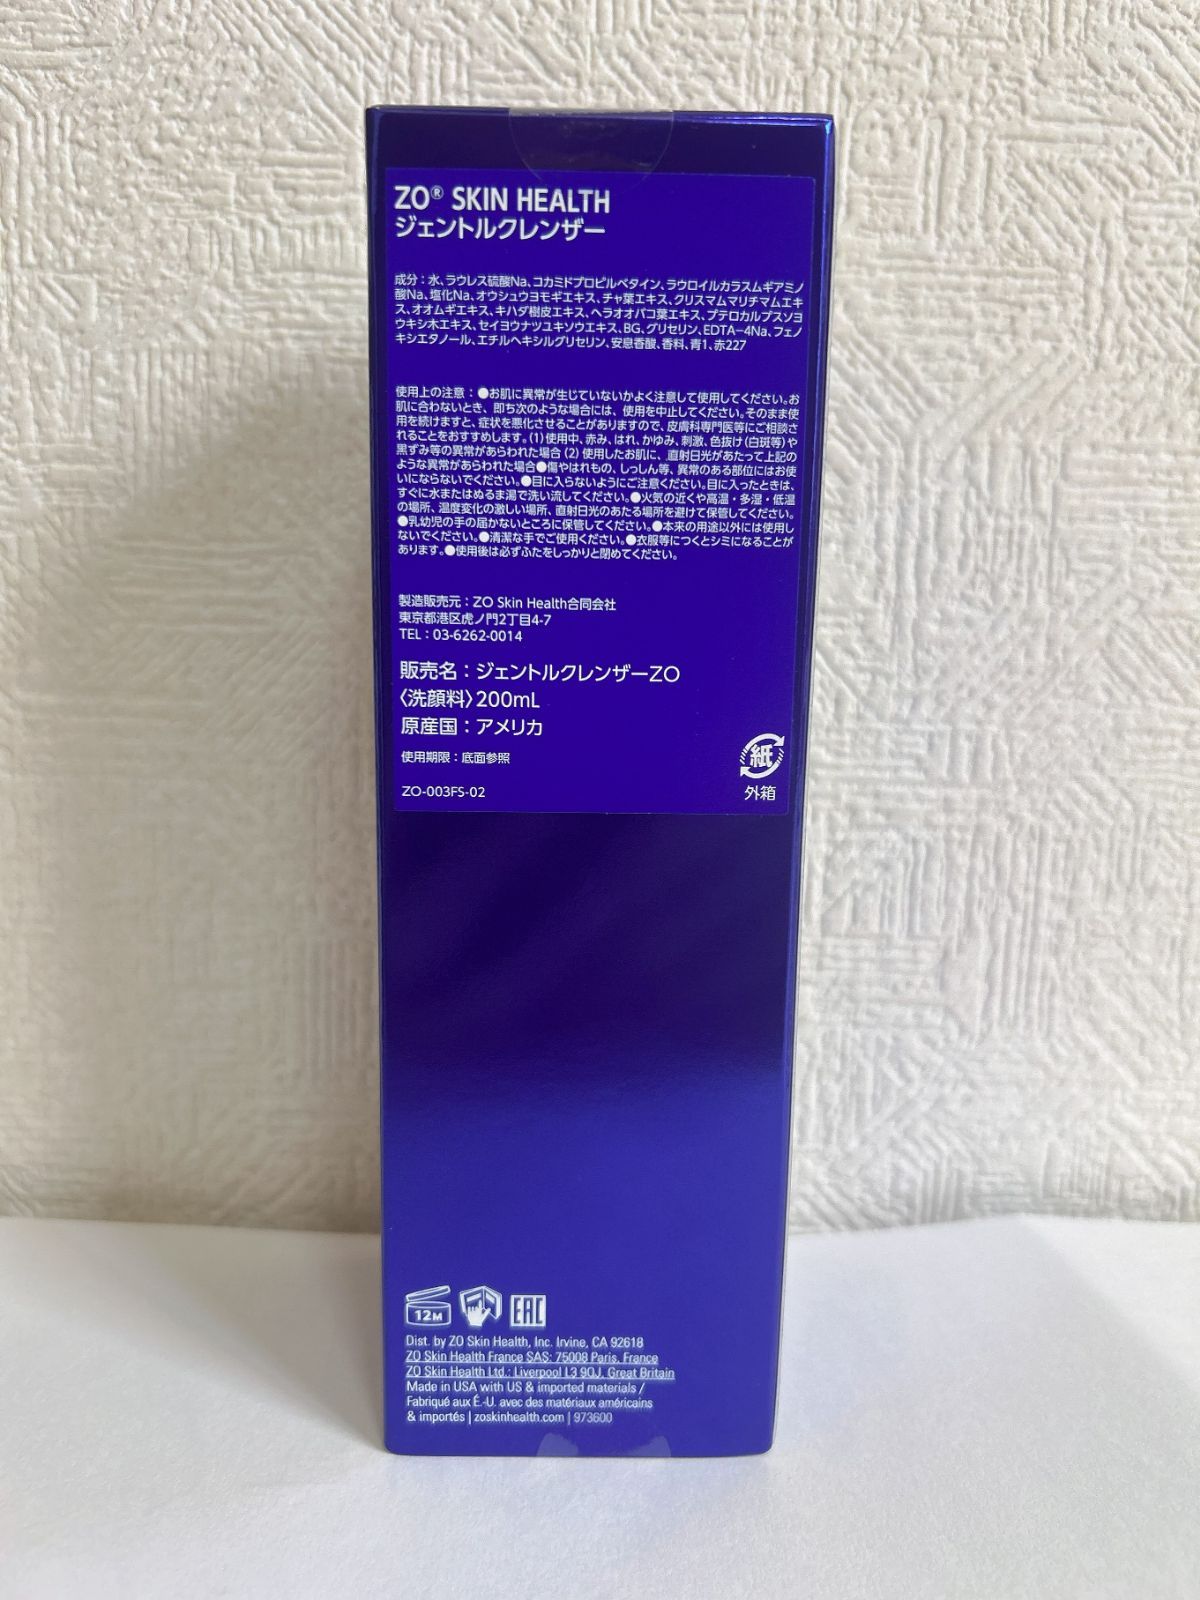 ZO® SKIN HEALTH
ジェントルクレンザー
成分：水、ラウレス硫酸Na、コカミドプロピルベタイン、ラウロイルカラスムギアミノ
酸Na、塩化Na、オウシュウヨモギエキス、チャ葉エキス、クリスマムマリチマムエキ
ス、オオムギエキス、キハダ樹皮エキス、ヘラオオバコ葉エキス、プテロカルプスソヨ
ウキシ木エキス、セイヨウナツユキソウエキス、BG、グリセリン、EDTA−4Na、フェノ
キシエタノール、エチルヘキシルグリセリン、安息香酸、香料、青1、赤227
使用上の注意：●お肌に異常が生じていないかよく注意して使用してください。お
肌に合わないとき、即ち次のような場合には、使用を中止してください。そのまま使
用を続けますと、症状を悪化させることがありますので、皮膚科専門医等にご相談さ
れることをおすすめします。(1)使用中、赤み、はれ、かゆみ、刺激、色抜け(白斑等)や
黒ずみ等の異常があらわれた場合(2)使用したお肌に、直射日光があたって上記の
ような異常があらわれた場合●傷やはれもの、しっしん等、異常のある部位にはお使
いにならないでください。●目に入らないようにご注意ください。目に入ったときは、
すぐに水またはぬるま湯で洗い流してください。●火気の近くや高温・多湿・低温
の場所、温度変化の激しい場所、直射日光のあたる場所を避けて保管してください。
●乳幼児の手の届かないところに保管してください。●本来の用途以外には使用し
ないでください。●清潔な手でご使用ください。●衣服等につくとシミになることが
あります。●使用後は必ずふたをしっかりと閉めてください。
製造販売元：ZO Skin Health合同会社
東京都港区虎ノ門2丁目4-7
TEL：03-6262-0014
販売名：ジェントルクレンザーZO
〈洗顔料〉200mL
原産国：アメリカ
使用期限：底面参照
ZO-003FS-02
紙
外箱
12M
EAC
Dist. by ZO Skin Health, Inc. Irvine, CA 92618
ZO Skin Health France SAS: 75008 Paris, France
ZO Skin Health Ltd.: Liverpool L3 9QJ, Great Britain
Made in USA with US & imported materials /
Fabriqué aux É.-U. avec des matériaux américains
& importés | zoskinhealth.com | 973600